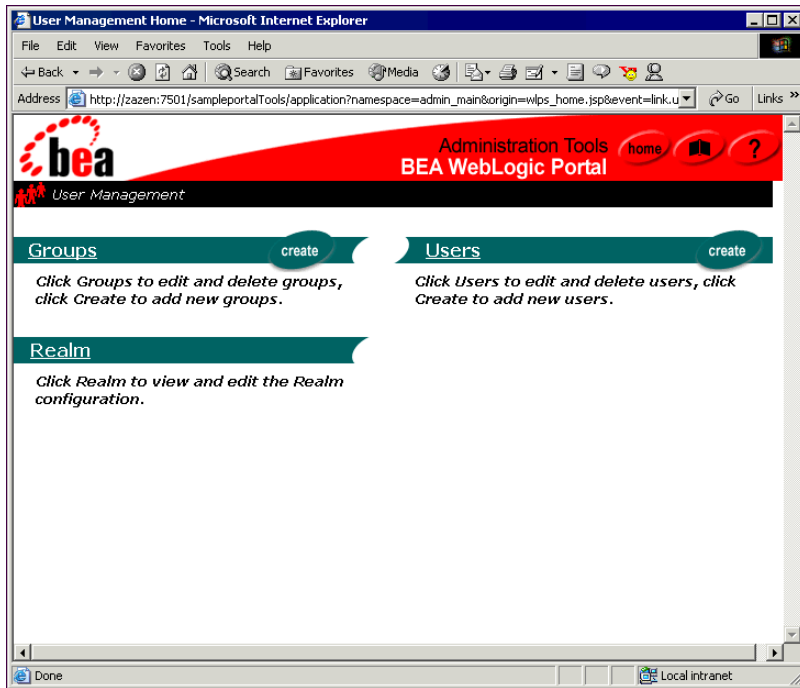 User Management Home - Microsoft Internet Explorer
File Edit View Favorites Tools Help
Back Search Favorites Media
Address http://zazen:7501/sampleportalTools/application?namespace=admin_main&origin=wlps_home.jsp&event=link.u Go Links »
bea
Administration Tools home ?
BEA WebLogic Portal
User Management
Groups create
Click Groups to edit and delete groups,
click Create to add new groups.
Users create
Click Users to edit and delete users, click
Create to add new users.
Realm
Click Realm to view and edit the Realm
configuration.
Done Local intranet